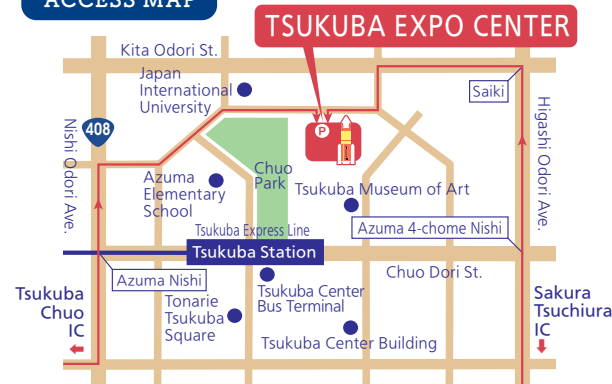 ACCESS MAP
TSUKUBA EXPO CENTER
Kita Odori St.
Japan
International
University
Saiki
408
P
Nishi Odori Ave.
Higashi Odori Ave.
Chuo
Park
Azuma
Elementary
School
Tsukuba Museum of Art
Tsukuba Express Line
Azuma 4-chome Nishi
Tsukuba Station
Chuo Dori St.
Azuma Nishi
Tsukuba
Chuo
IC
Tsukuba Center
Bus Terminal
Sakura
Tsuchiura
IC
Tonarie
Tsukuba
Square
Tsukuba Center Building